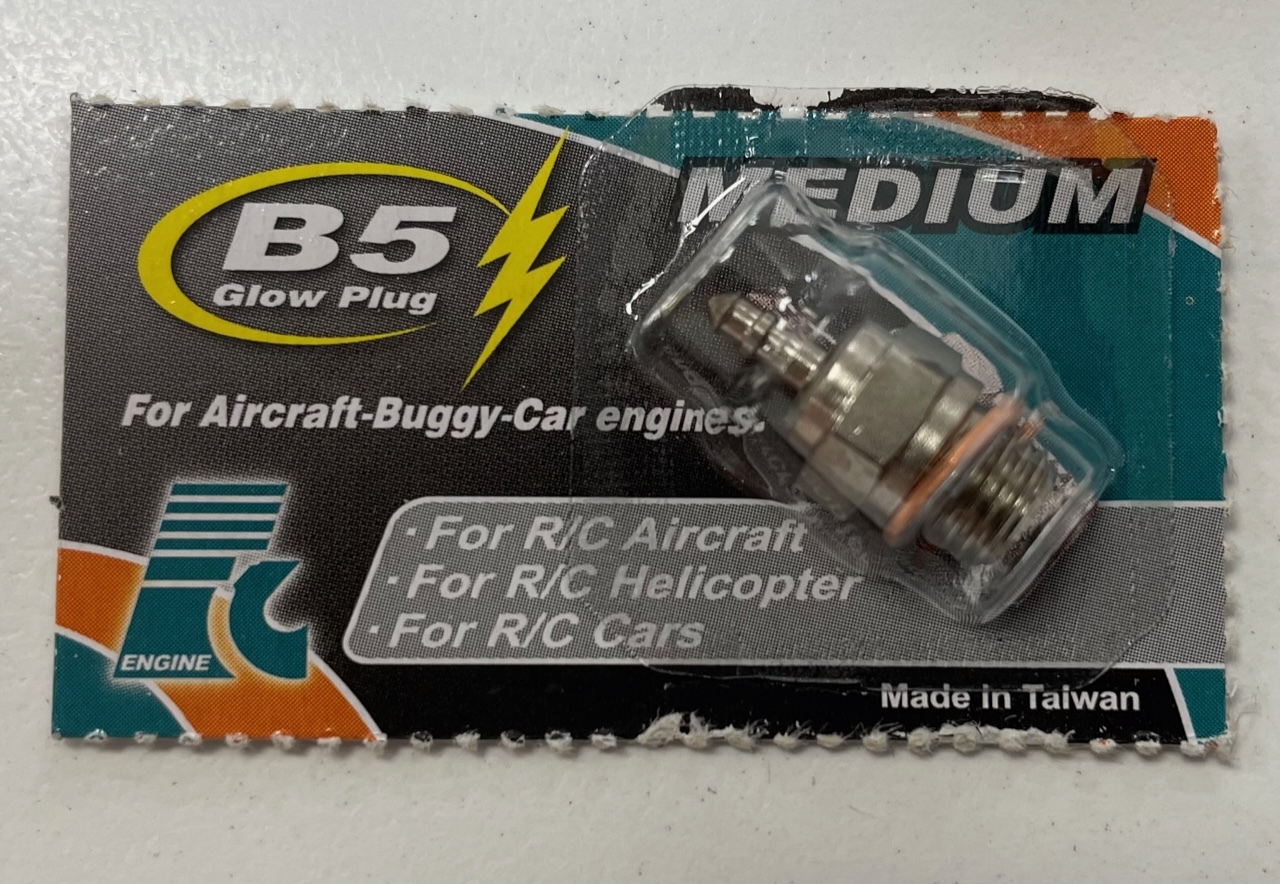 B5
Glow Plug
MEDIUM
For Aircraft-Buggy-Car engines.
· For R/C Aircraft
· For R/C Helicopter
· For R/C Cars
ENGINE
Made in Taiwan